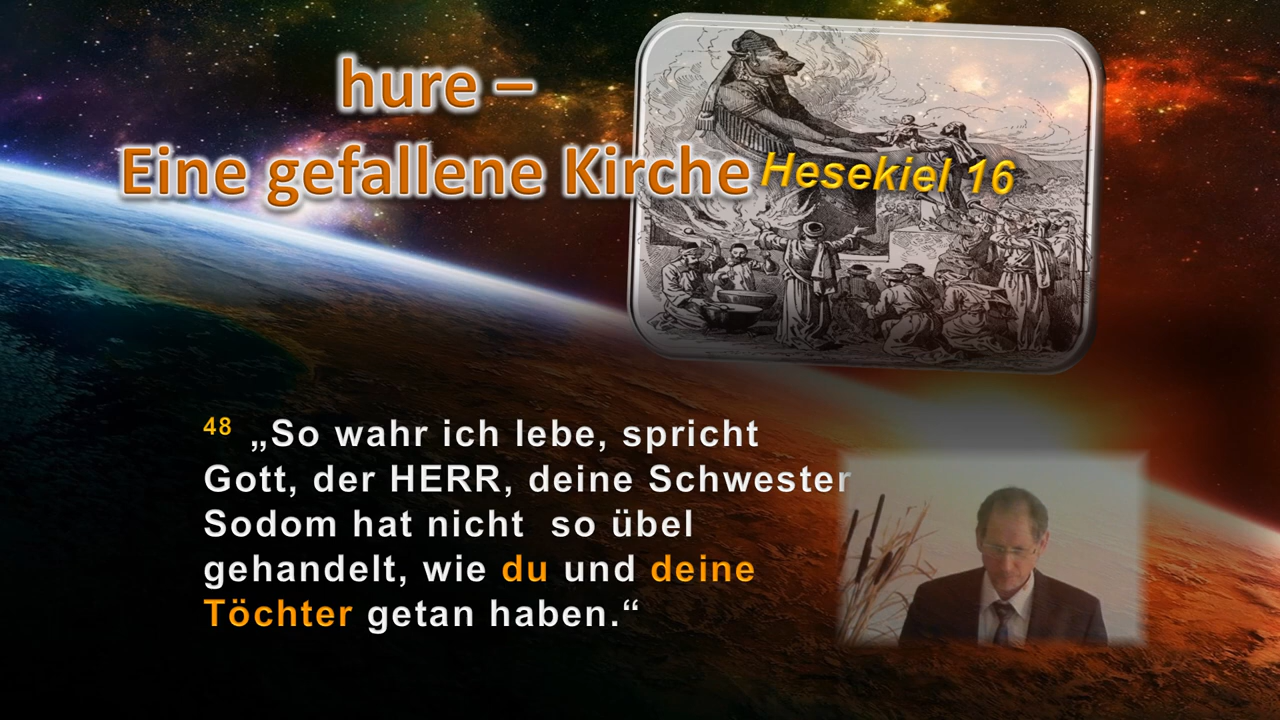 hure –
Eine gefallene Kirche
Hesekiel 16
48 „So wahr ich lebe, spricht
Gott, der HERR, deine Schwester
Sodom hat nicht so übel
gehandelt, wie du und deine
Töchter getan haben.“